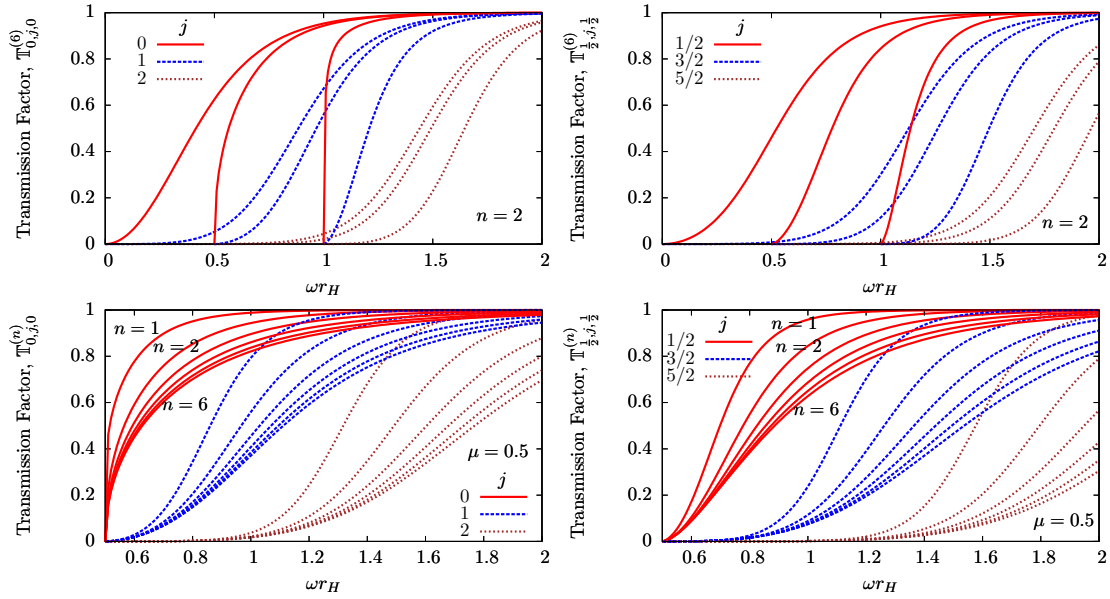 Transmission Factor, 𝕋^{(6)}_{0,j,0}
1
0.8
0.6
0.4
0.2
0
j
0
1
2
n = 2
0
0.5
1
1.5
2
ωr_H
Transmission Factor, 𝕋^{(6)}_{\frac{1}{2},j,\frac{1}{2}}
1
0.8
0.6
0.4
0.2
0
j
1/2
3/2
5/2
n = 2
0
0.5
1
1.5
2
ωr_H
Transmission Factor, 𝕋^{(n)}_{0,j,0}
1
0.8
0.6
0.4
0.2
0
n = 1
n = 2
n = 6
μ = 0.5
j
0
1
2
0.6
0.8
1
1.2
1.4
1.6
1.8
2
ωr_H
Transmission Factor, 𝕋^{(n)}_{\frac{1}{2},j,\frac{1}{2}}
1
0.8
0.6
0.4
0.2
0
j
1/2
3/2
5/2
n = 1
n = 2
n = 6
μ = 0.5
0.6
0.8
1
1.2
1.4
1.6
1.8
2
ωr_H